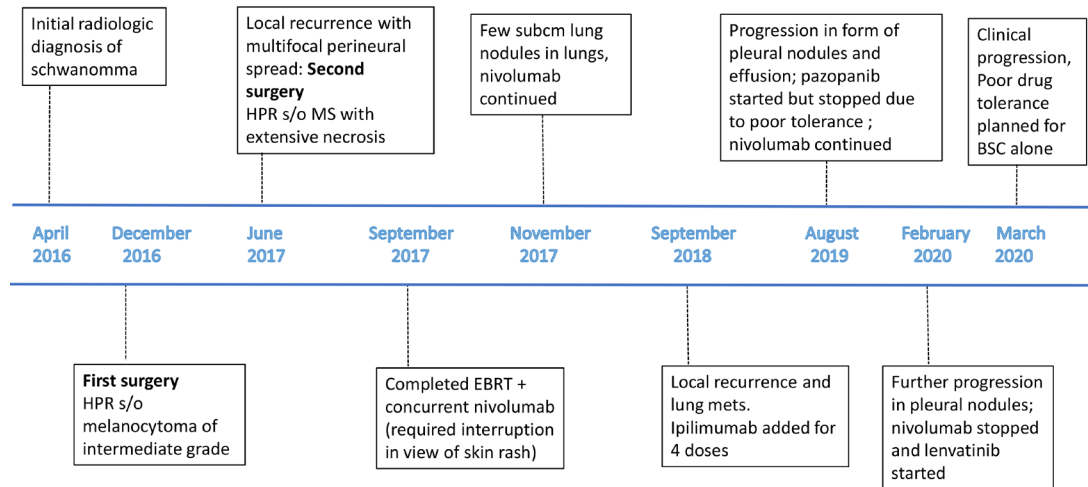 Initial radiologic
diagnosis of
schwanomma
Local recurrence with
multifocal perineural
spread: Second
surgery
HPR s/o MS with
extensive necrosis
Few subcm lung
nodules in lungs,
nivolumab
continued
Progression in form of
pleural nodules and
effusion; pazopanib
started but stopped due
to poor tolerance ;
nivolumab continued
Clinical
progression,
Poor drug
tolerance
planned for
BSC alone
April
2016
December
2016
June
2017
September
2017
November
2017
September
2018
August
2019
February
2020
March
2020
First surgery
HPR s/o
melanocytoma of
intermediate grade
Completed EBRT +
concurrent nivolumab
(required interruption
in view of skin rash)
Local recurrence and
lung mets.
Ipilimumab added for
4 doses
Further progression
in pleural nodules;
nivolumab stopped
and lenvatinib
started